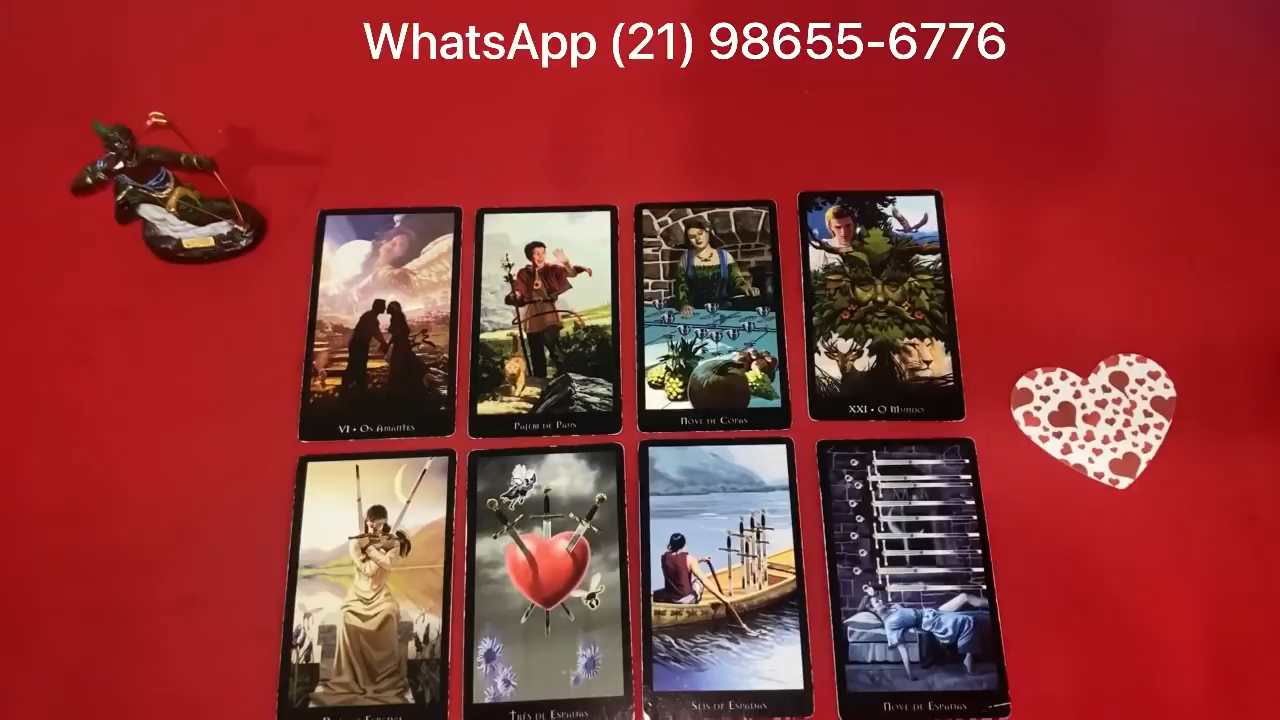 WhatsApp (21) 98655-6776
VI • Os Amantes
Pajem de Paus
Nove de Copas
XXI • O Mundo
Três de Espadas
Seis de Espadas
Nove de Espadas